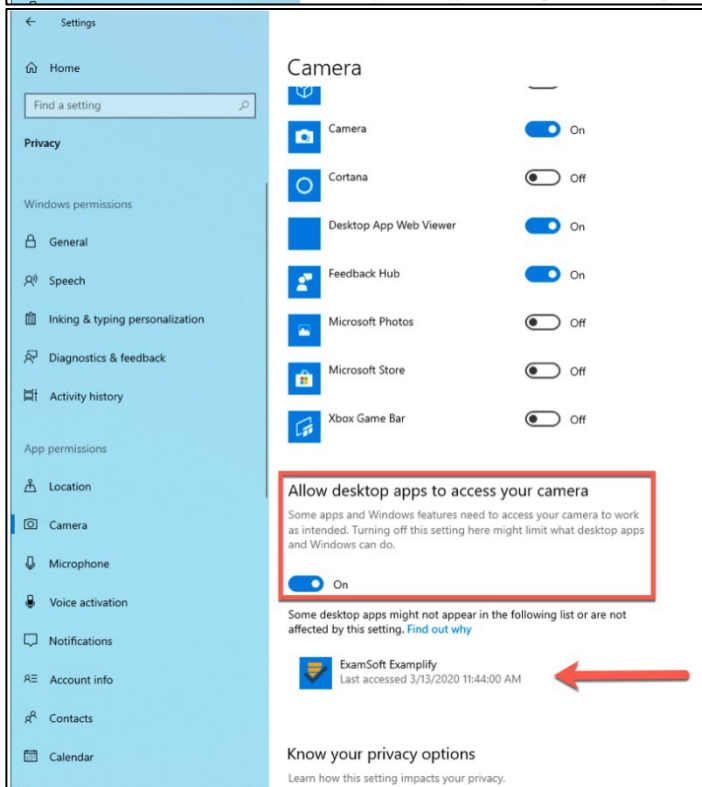 Settings
Home
Find a setting
Privacy
Windows permissions
General
Speech
Inking & typing personalization
Diagnostics & feedback
Activity history
App permissions
Location
Camera
Microphone
Voice activation
Notifications
Account info
Contacts
Calendar
Camera
Camera On
Cortana Off
Desktop App Web Viewer On
Feedback Hub On
Microsoft Photos Off
Microsoft Store Off
Xbox Game Bar Off
Allow desktop apps to access your camera
Some apps and Windows features need to access your camera to work
as intended. Turning off this setting here might limit what desktop apps
and Windows can do.
On
Some desktop apps might not appear in the following list or are not
affected by this setting. Find out why
ExamSoft Examplify
Last accessed 3/13/2020 11:44:00 AM
Know your privacy options
Learn how this setting impacts your privacy.